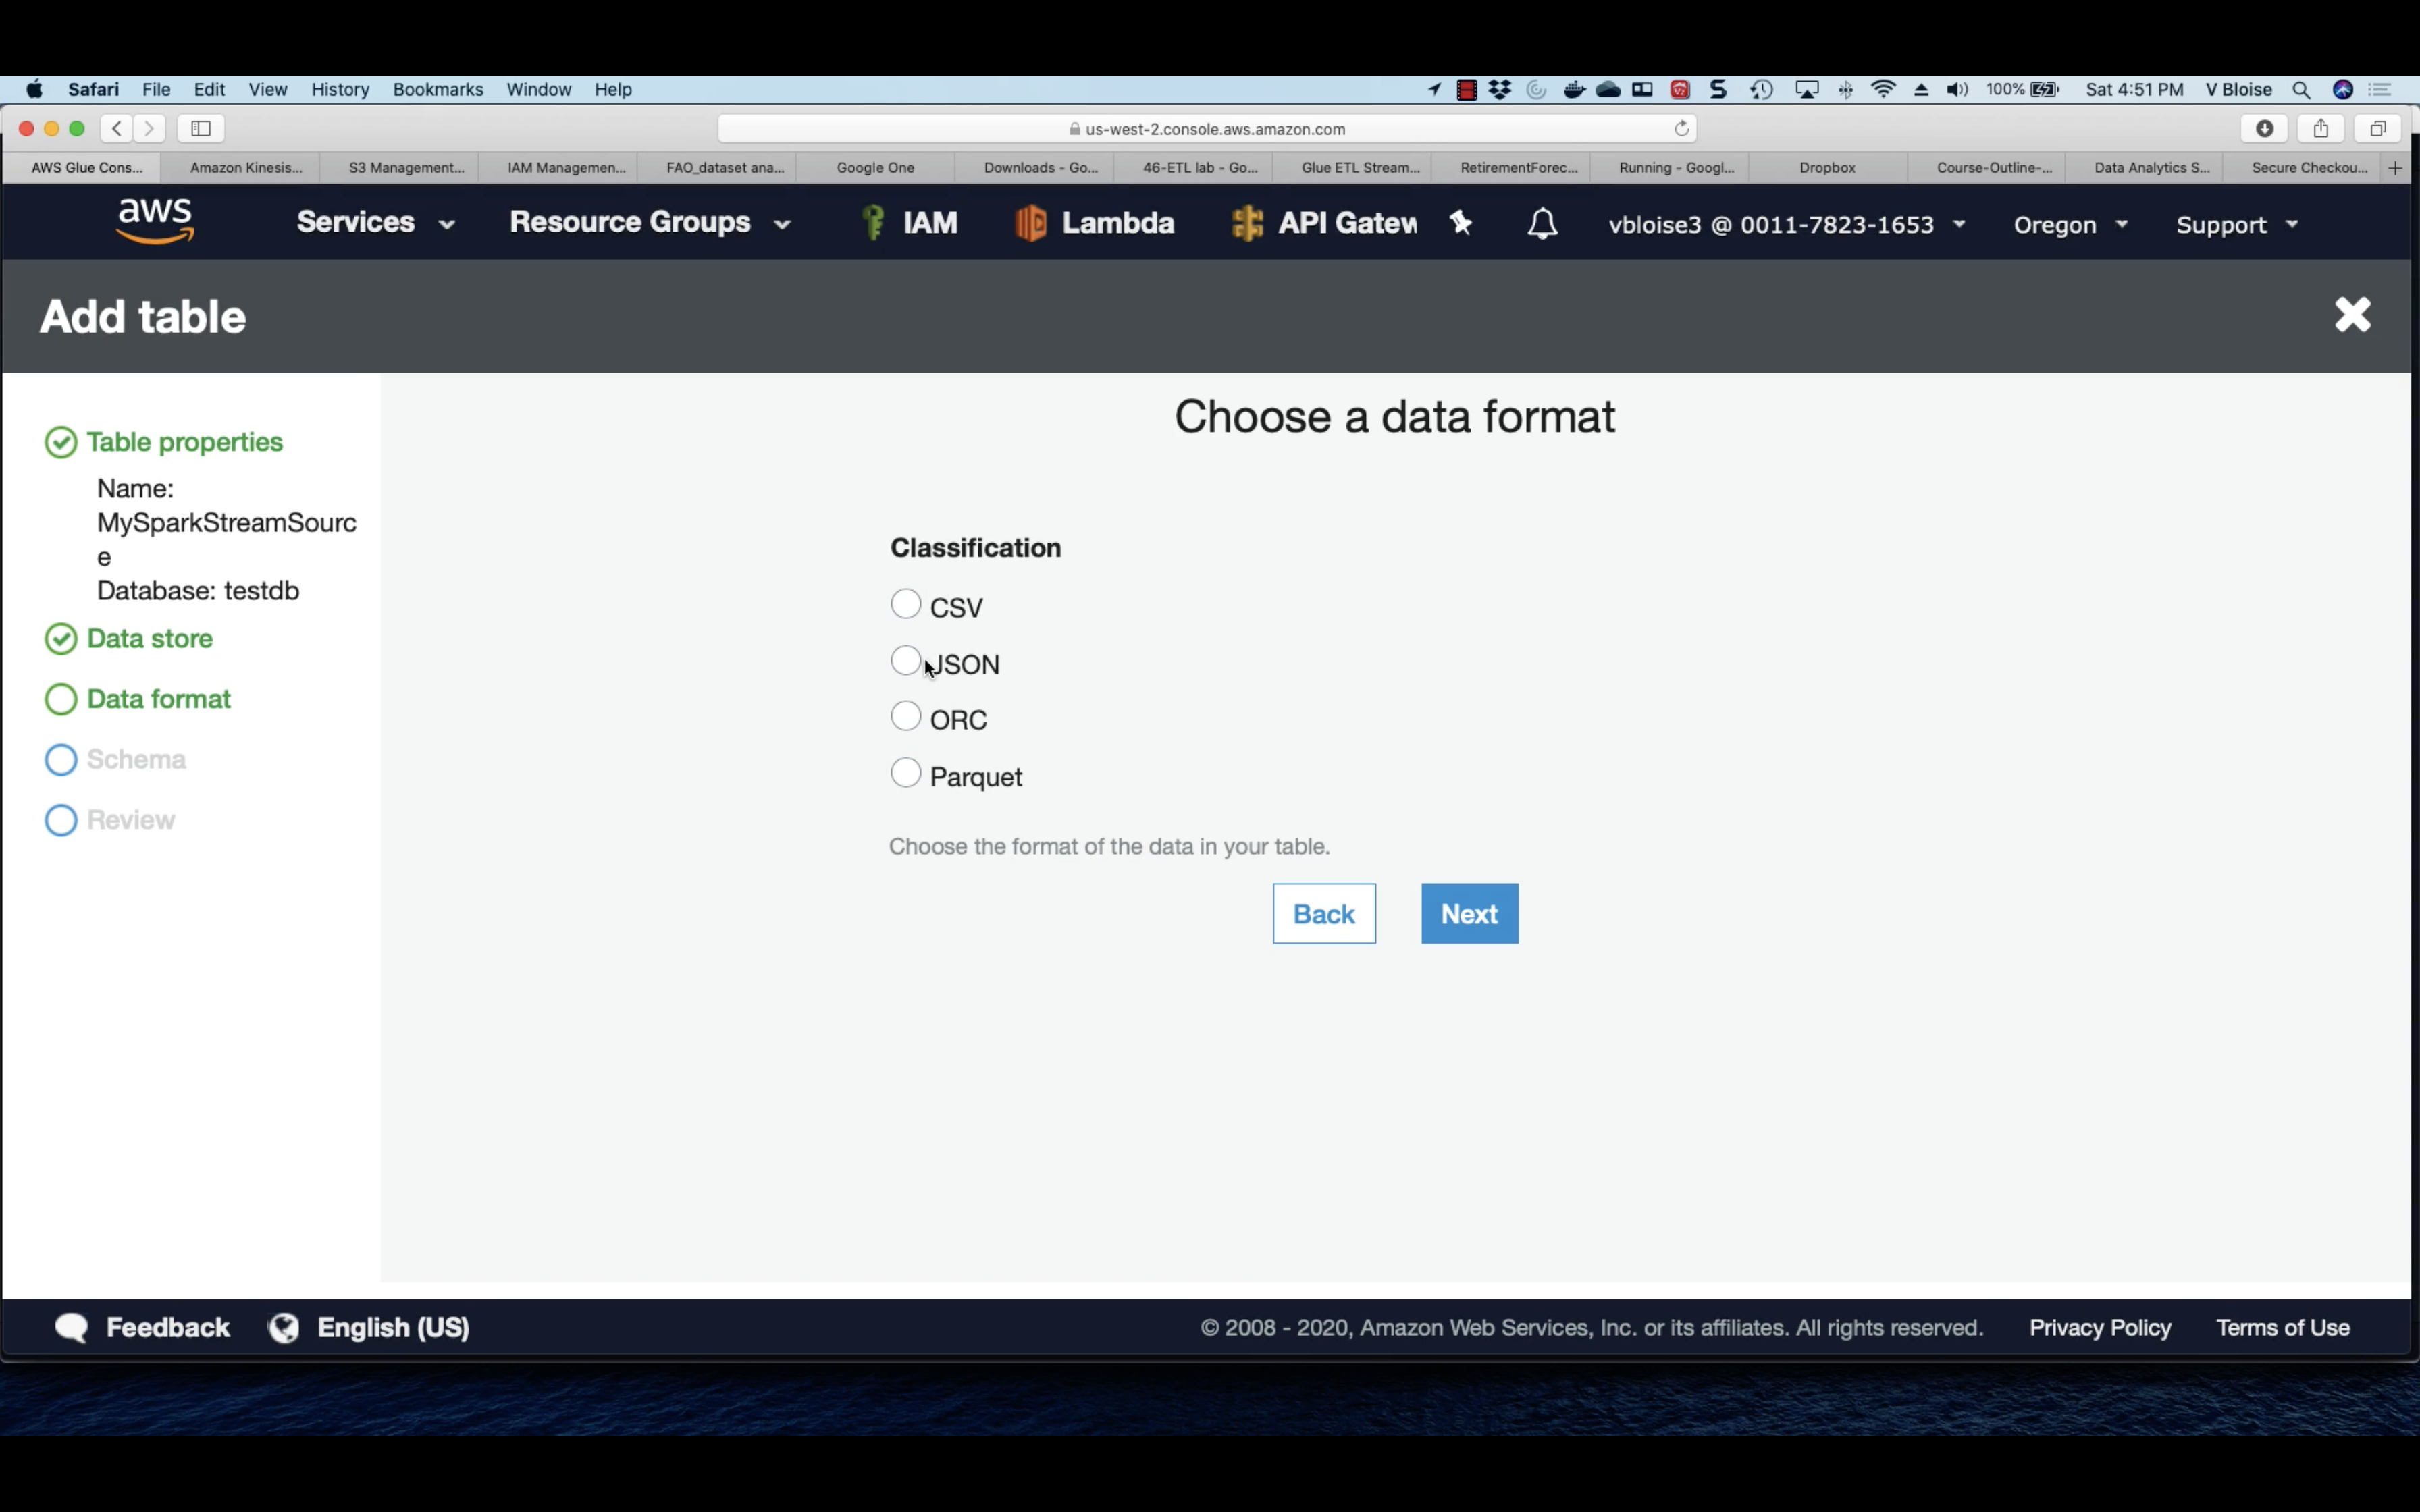 Safari File Edit View History Bookmarks Window Help 100% Sat 4:51 PM V Bloise
us-west-2.console.aws.amazon.com
AWS Glue Cons... Amazon Kinesis... S3 Management... IAM Managemen... FAO_dataset ana... Google One Downloads - Go... 46-ETL lab - Go... Glue ETL Stream... RetirementForec... Running - Googl... Dropbox Course-Outline-... Data Analytics S... Secure Checkou...
aws Services Resource Groups IAM Lambda API Gatew vbloise3 @ 0011-7823-1653 Oregon Support
Add table
Choose a data format
Table properties
Name:
MySparkStreamSourc
e
Database: testdb
Data store
Data format
Schema
Review
Classification
CSV
JSON
ORC
Parquet
Choose the format of the data in your table.
Back Next
Feedback English (US) © 2008 - 2020, Amazon Web Services, Inc. or its affiliates. All rights reserved. Privacy Policy Terms of Use